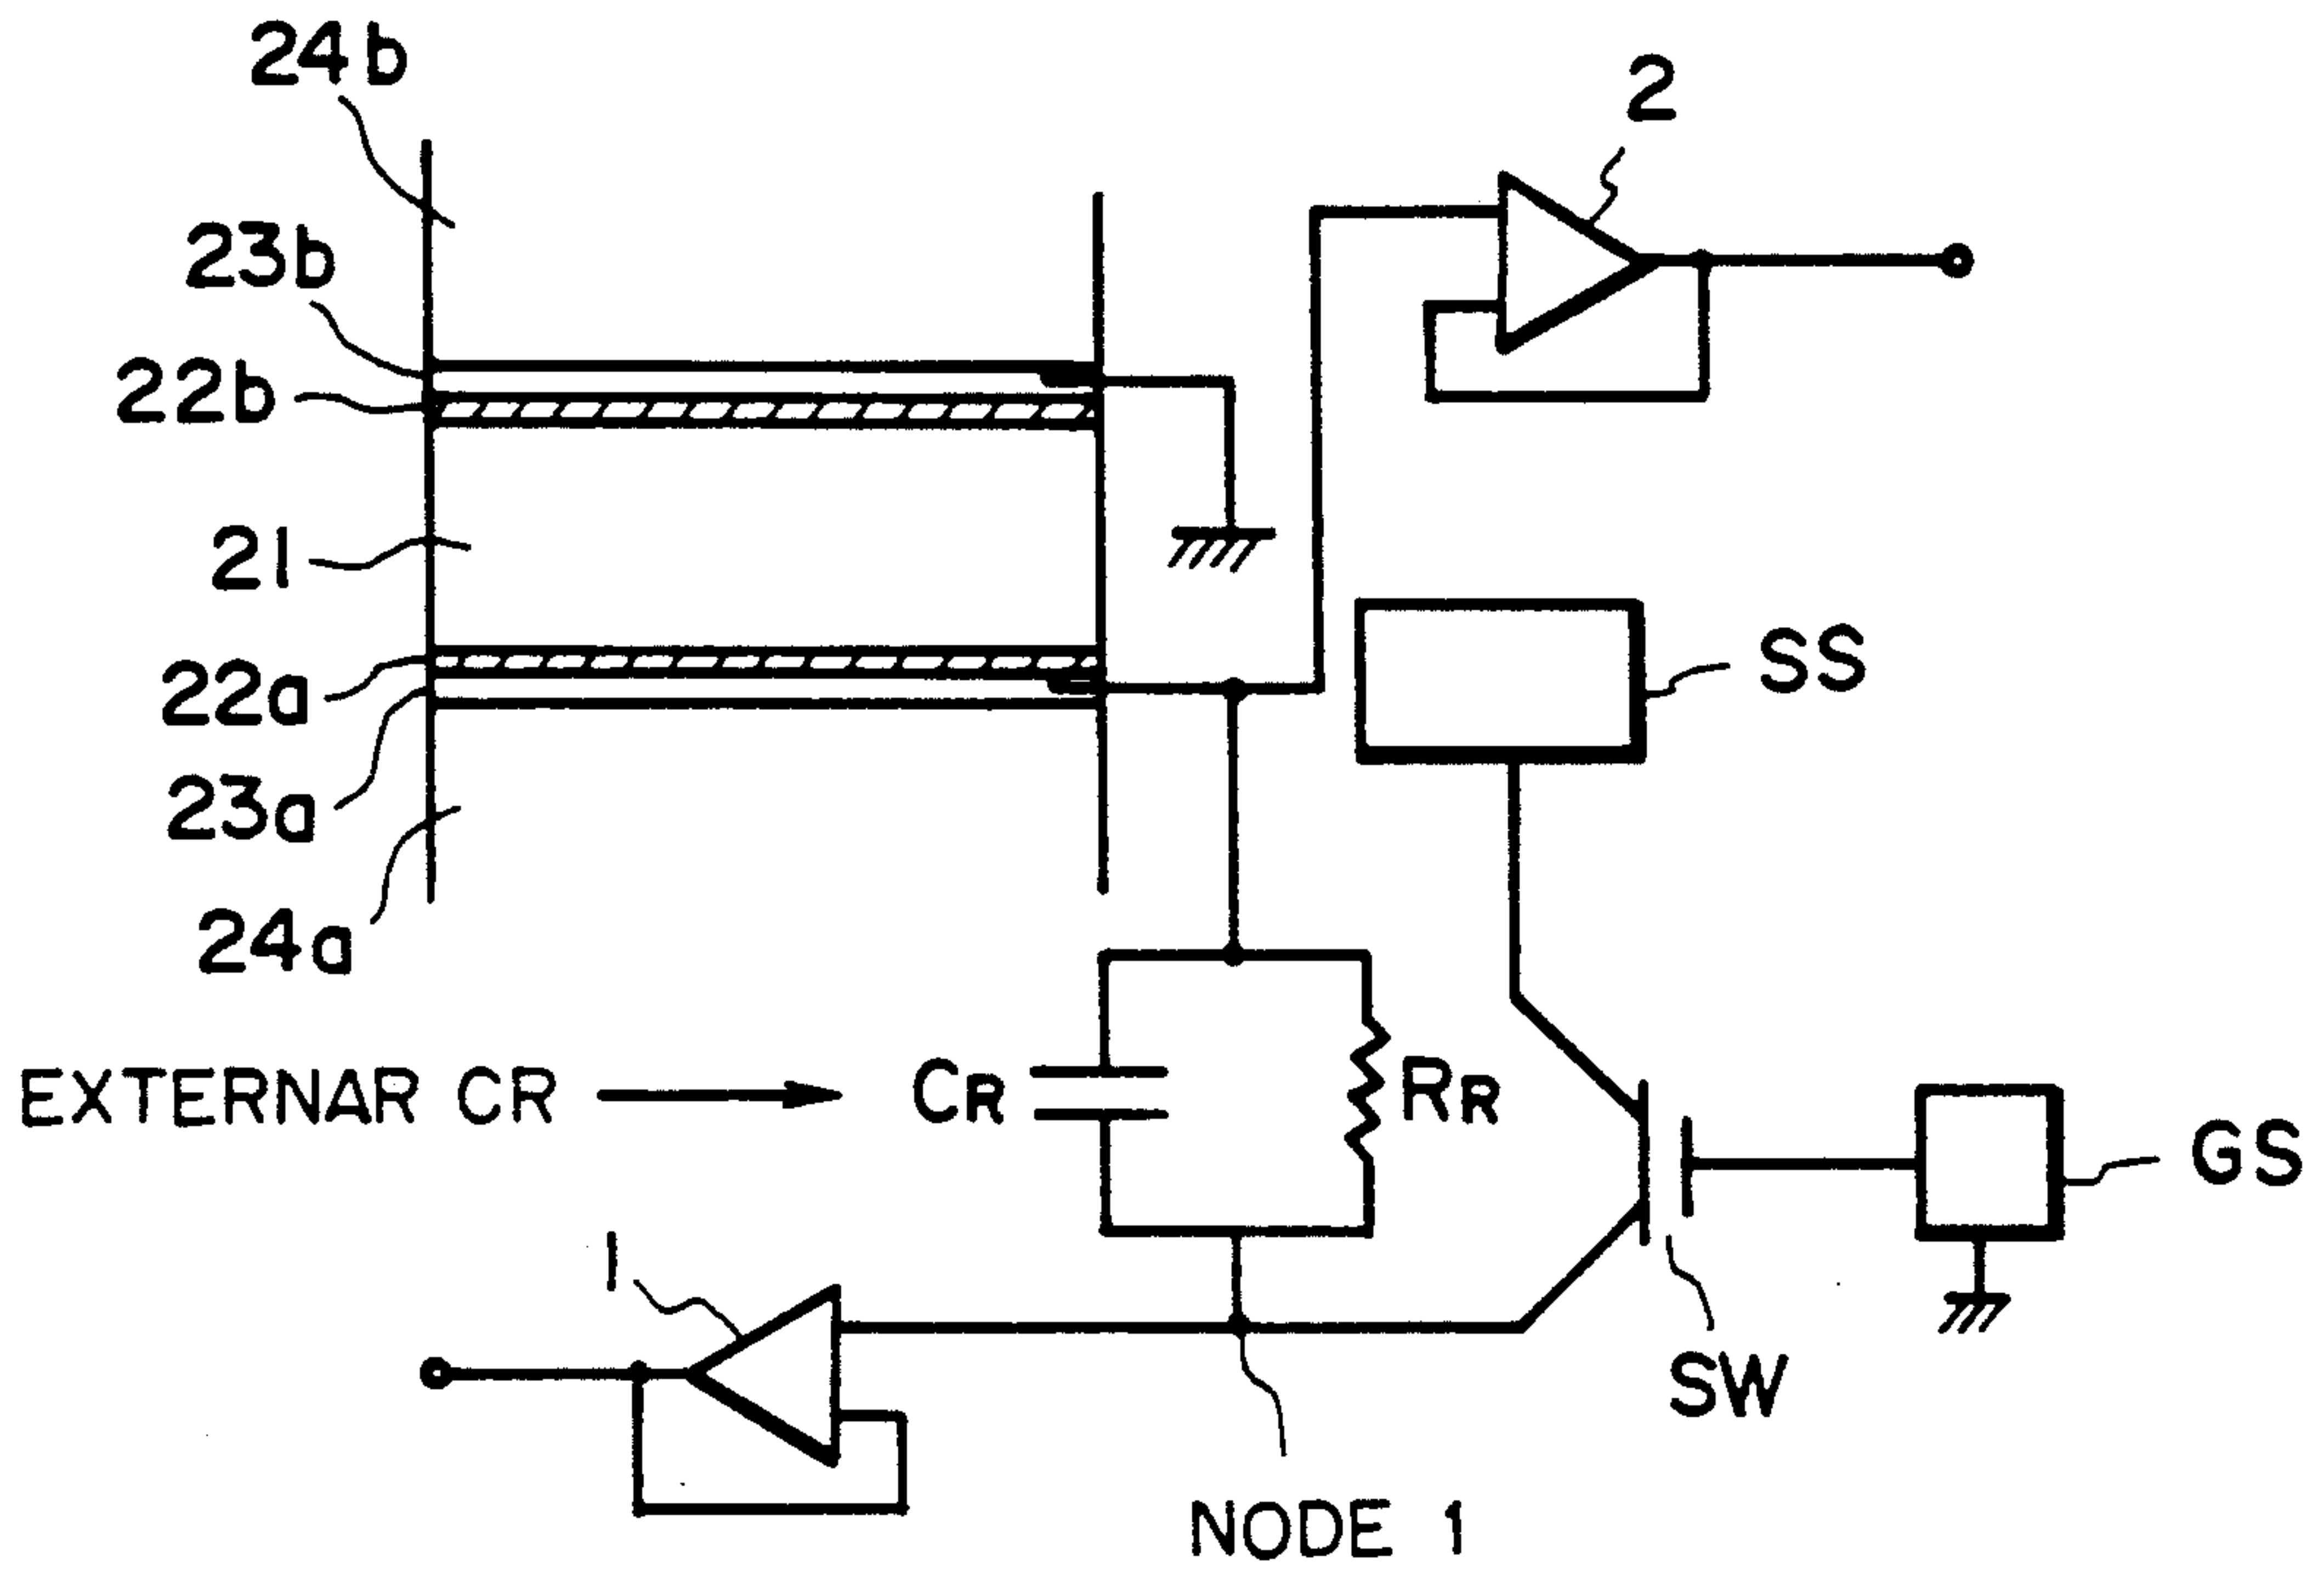 24b
2
23b
22b
21
SS
22a
23a
24a
EXTERNAR CR
CR
RR
GS
1
SW
NODE 1